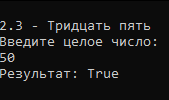 2.3 - Тридцать пять
Введите целое число:
50
Результат: True